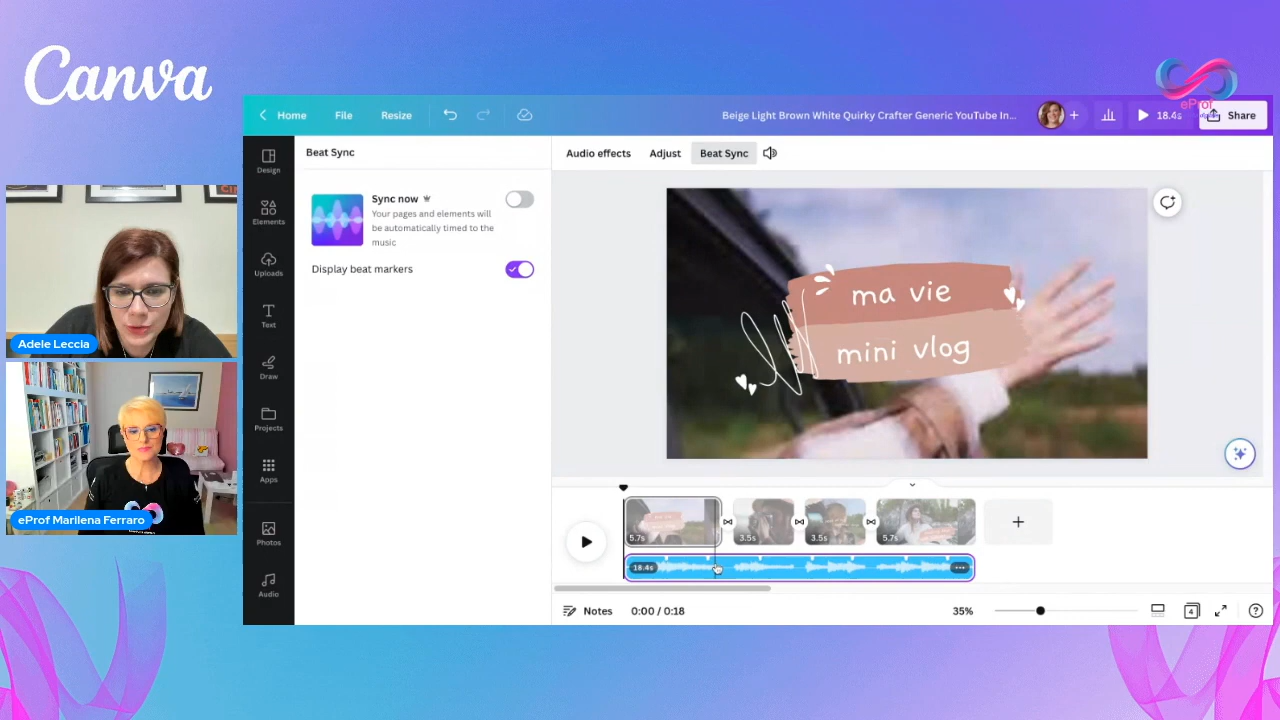 Canva
eProf
Home
File
Resize
Beige Light Brown White Quirky Crafter Generic YouTube In...
18.4s
Share
Design
Elements
Uploads
Text
Draw
Projects
Apps
Photos
Audio
Beat Sync
Sync now
Your pages and elements will
be automatically timed to the
music
Display beat markers
Audio effects
Adjust
Beat Sync
ma vie
mini vlog
Adele Leccia
eProf Marilena Ferraro
5.7s
3.5s
3.5s
5.7s
18.4s
Notes
0:00 / 0:18
35%
4